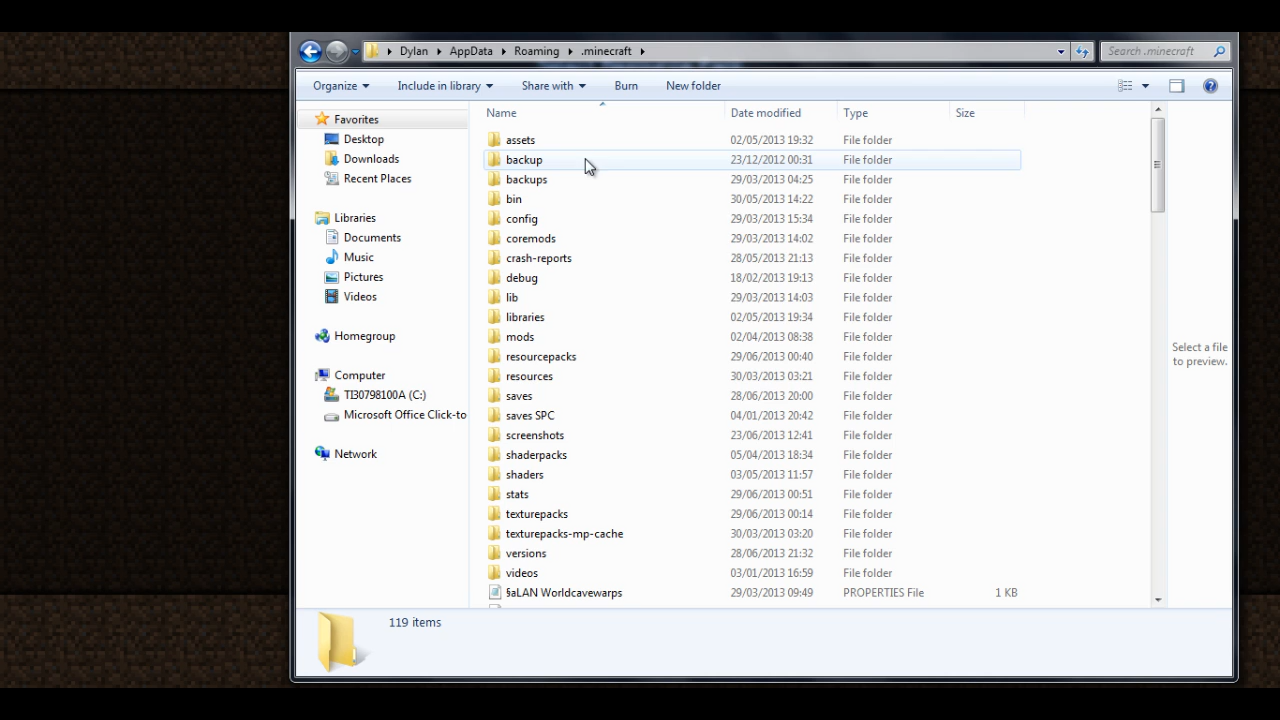 Dylan AppData Roaming .minecraft Search .minecraft
Organize Include in library Share with Burn New folder
Favorites
Desktop
Downloads
Recent Places
Libraries
Documents
Music
Pictures
Videos
Homegroup
Computer
TI30798100A (C:)
Microsoft Office Click-to
Network
Name Date modified Type Size
assets 02/05/2013 19:32 File folder
backup 23/12/2012 00:31 File folder
backups 29/03/2013 04:25 File folder
bin 30/05/2013 14:22 File folder
config 29/03/2013 15:34 File folder
coremods 29/03/2013 14:02 File folder
crash-reports 28/05/2013 21:13 File folder
debug 18/02/2013 19:13 File folder
lib 29/03/2013 14:03 File folder
libraries 02/05/2013 19:34 File folder
mods 02/04/2013 08:38 File folder
resourcepacks 29/06/2013 00:40 File folder
resources 30/03/2013 03:21 File folder
saves 28/06/2013 20:00 File folder
saves SPC 04/01/2013 20:42 File folder
screenshots 23/06/2013 12:41 File folder
shaderpacks 05/04/2013 18:34 File folder
shaders 03/05/2013 11:57 File folder
stats 29/06/2013 00:51 File folder
texturepacks 29/06/2013 00:14 File folder
texturepacks-mp-cache 30/03/2013 03:20 File folder
versions 28/06/2013 21:32 File folder
videos 03/01/2013 16:59 File folder
§aLAN Worldcavewarps 29/03/2013 09:49 PROPERTIES File 1 KB
Select a file
to preview.
119 items